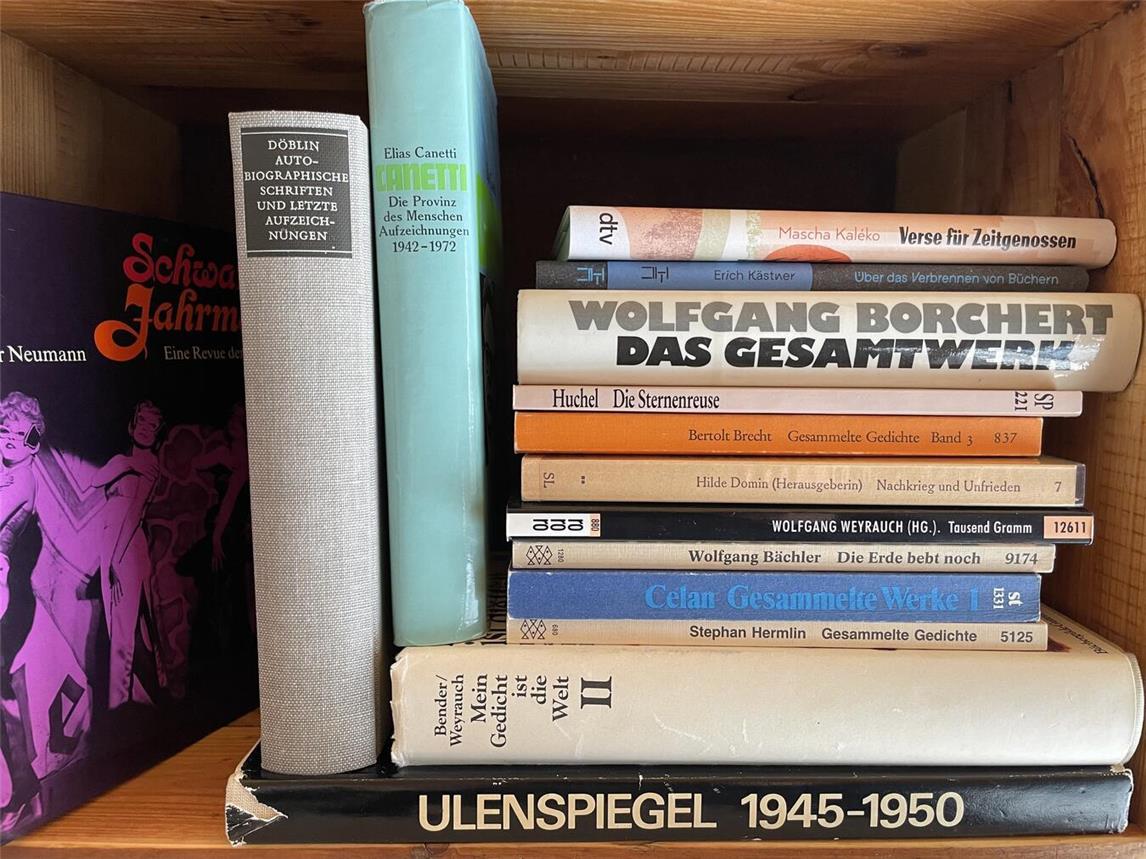 Schwa
Jahrm
r Neumann
Eine Revue der
DÖBLIN
AUTO-
BIOGRAPHISCHE
SCHRIFTEN
UND LETZTE
AUFZEICH-
NUNGEN
Elias Canetti
CANETTI
Die Provinz
des Menschen
Aufzeichnungen
1942–1972
dtv Mascha Kaléko Verse für Zeitgenossen
Erich Kästner Über das Verbrennen von Büchern
WOLFGANG BORCHERT
DAS GESAMTWERK
Huchel Die Sternenreuse SP 221
Bertolt Brecht Gesammelte Gedichte Band 3 837
SL Hilde Domin (Herausgeberin) Nachkrieg und Unfrieden 7
880 WOLFGANG WEYRAUCH (HG.). Tausend Gramm 12611
1280 Wolfgang Bächler Die Erde bebt noch 9174
Celan Gesammelte Werke 1 st 1331
680 Stephan Hermlin Gesammelte Gedichte 5125
Bender/
Weyrauch
Mein
Gedicht
ist
die
Welt
II
ULENSPIEGEL 1945–1950